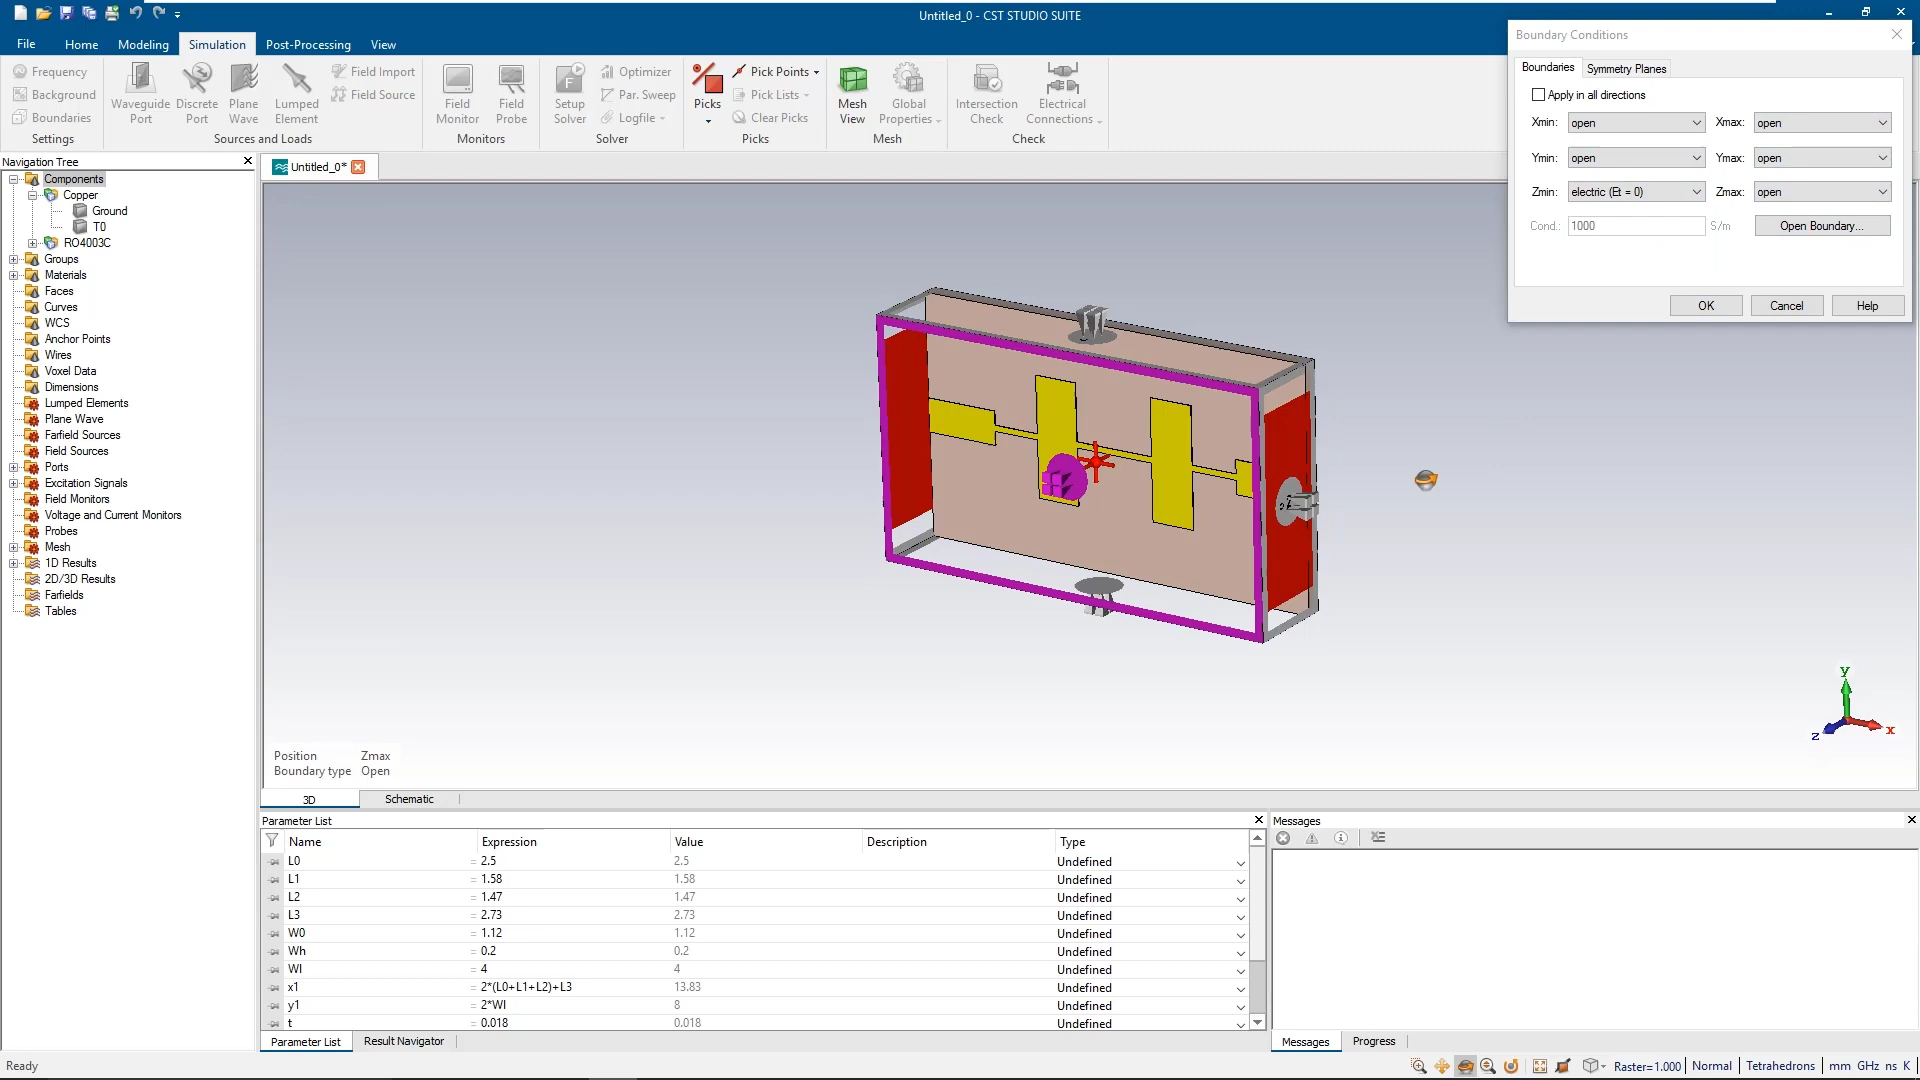 Untitled_0 - CST STUDIO SUITE
File Home Modeling Simulation Post-Processing View
Frequency
Background
Boundaries
Settings
Waveguide Port
Discrete Port
Plane Wave
Lumped Element
Field Import
Field Source
Sources and Loads
Field Monitor
Field Probe
Monitors
Setup Solver
Optimizer
Par. Sweep
Logfile
Solver
Picks
Pick Points
Pick Lists
Clear Picks
Picks
Mesh View
Global Properties
Mesh
Intersection Check
Electrical Connections
Check
Boundary Conditions
Boundaries Symmetry Planes
Apply in all directions
Xmin: open Xmax: open
Ymin: open Ymax: open
Zmin: electric (Et = 0) Zmax: open
Cond.: 1000 S/m Open Boundary...
OK Cancel Help
Navigation Tree
Components
Copper
Ground
T0
RO4003C
Groups
Materials
Faces
Curves
WCS
Anchor Points
Wires
Voxel Data
Dimensions
Lumped Elements
Plane Wave
Farfield Sources
Field Sources
Ports
Excitation Signals
Field Monitors
Voltage and Current Monitors
Probes
Mesh
1D Results
2D/3D Results
Farfields
Tables
Untitled_0*
y
x
z
Position Zmax
Boundary type Open
3D Schematic
Parameter List
Name Expression Value Description Type
L0 = 2.5 2.5 Undefined
L1 = 1.58 1.58 Undefined
L2 = 1.47 1.47 Undefined
L3 = 2.73 2.73 Undefined
W0 = 1.12 1.12 Undefined
Wh = 0.2 0.2 Undefined
Wl = 4 4 Undefined
x1 = 2*(L0+L1+L2)+L3 13.83 Undefined
y1 = 2*Wl 8 Undefined
t = 0.018 0.018 Undefined
Parameter List Result Navigator
Messages
Messages Progress
Ready
Raster=1.000 Normal Tetrahedrons mm GHz ns K